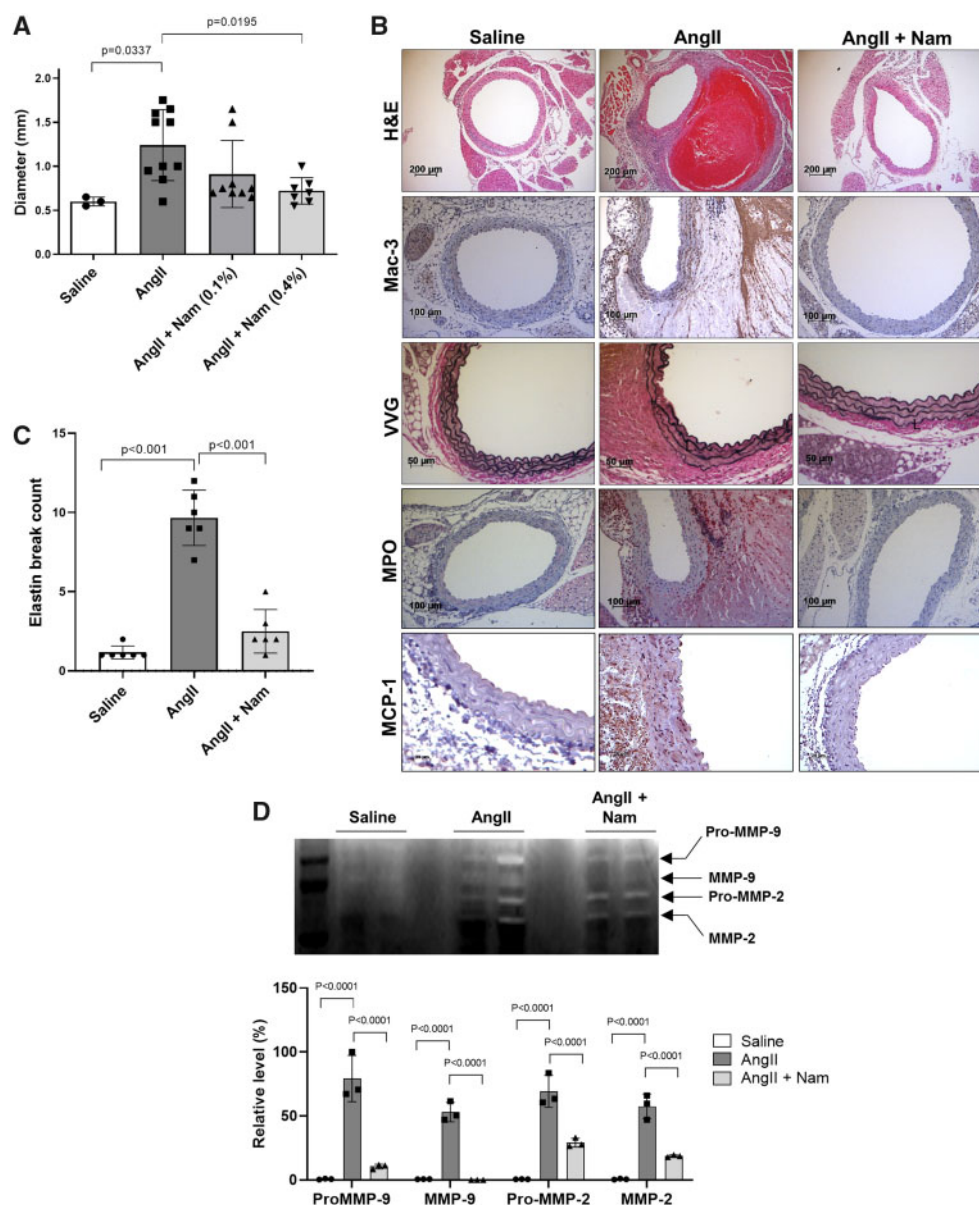 A
p=0.0195
p=0.0337
Diameter (mm)
2.0
1.5
1.0
0.5
0.0
Saline
AngII
AngII + Nam (0.1%)
AngII + Nam (0.4%)
B
Saline
AngII
AngII + Nam
H&E
200 μm
200 μm
200 μm
Mac-3
100 μm
100 μm
100 μm
VVG
50 μm
50 μm
50 μm
L
MPO
100 μm
100 μm
100 μm
MCP-1
C
p<0.001
p<0.001
Elastin break count
15
10
5
0
Saline
AngII
AngII + Nam
D
Saline
AngII
AngII +
Nam
Pro-MMP-9
MMP-9
Pro-MMP-2
MMP-2
P<0.0001
P<0.0001
P<0.0001
P<0.0001
P<0.0001
P<0.0001
P<0.0001
P<0.0001
Relative level (%)
150
100
50
0
ProMMP-9
MMP-9
Pro-MMP-2
MMP-2
Saline
AngII
AngII + Nam